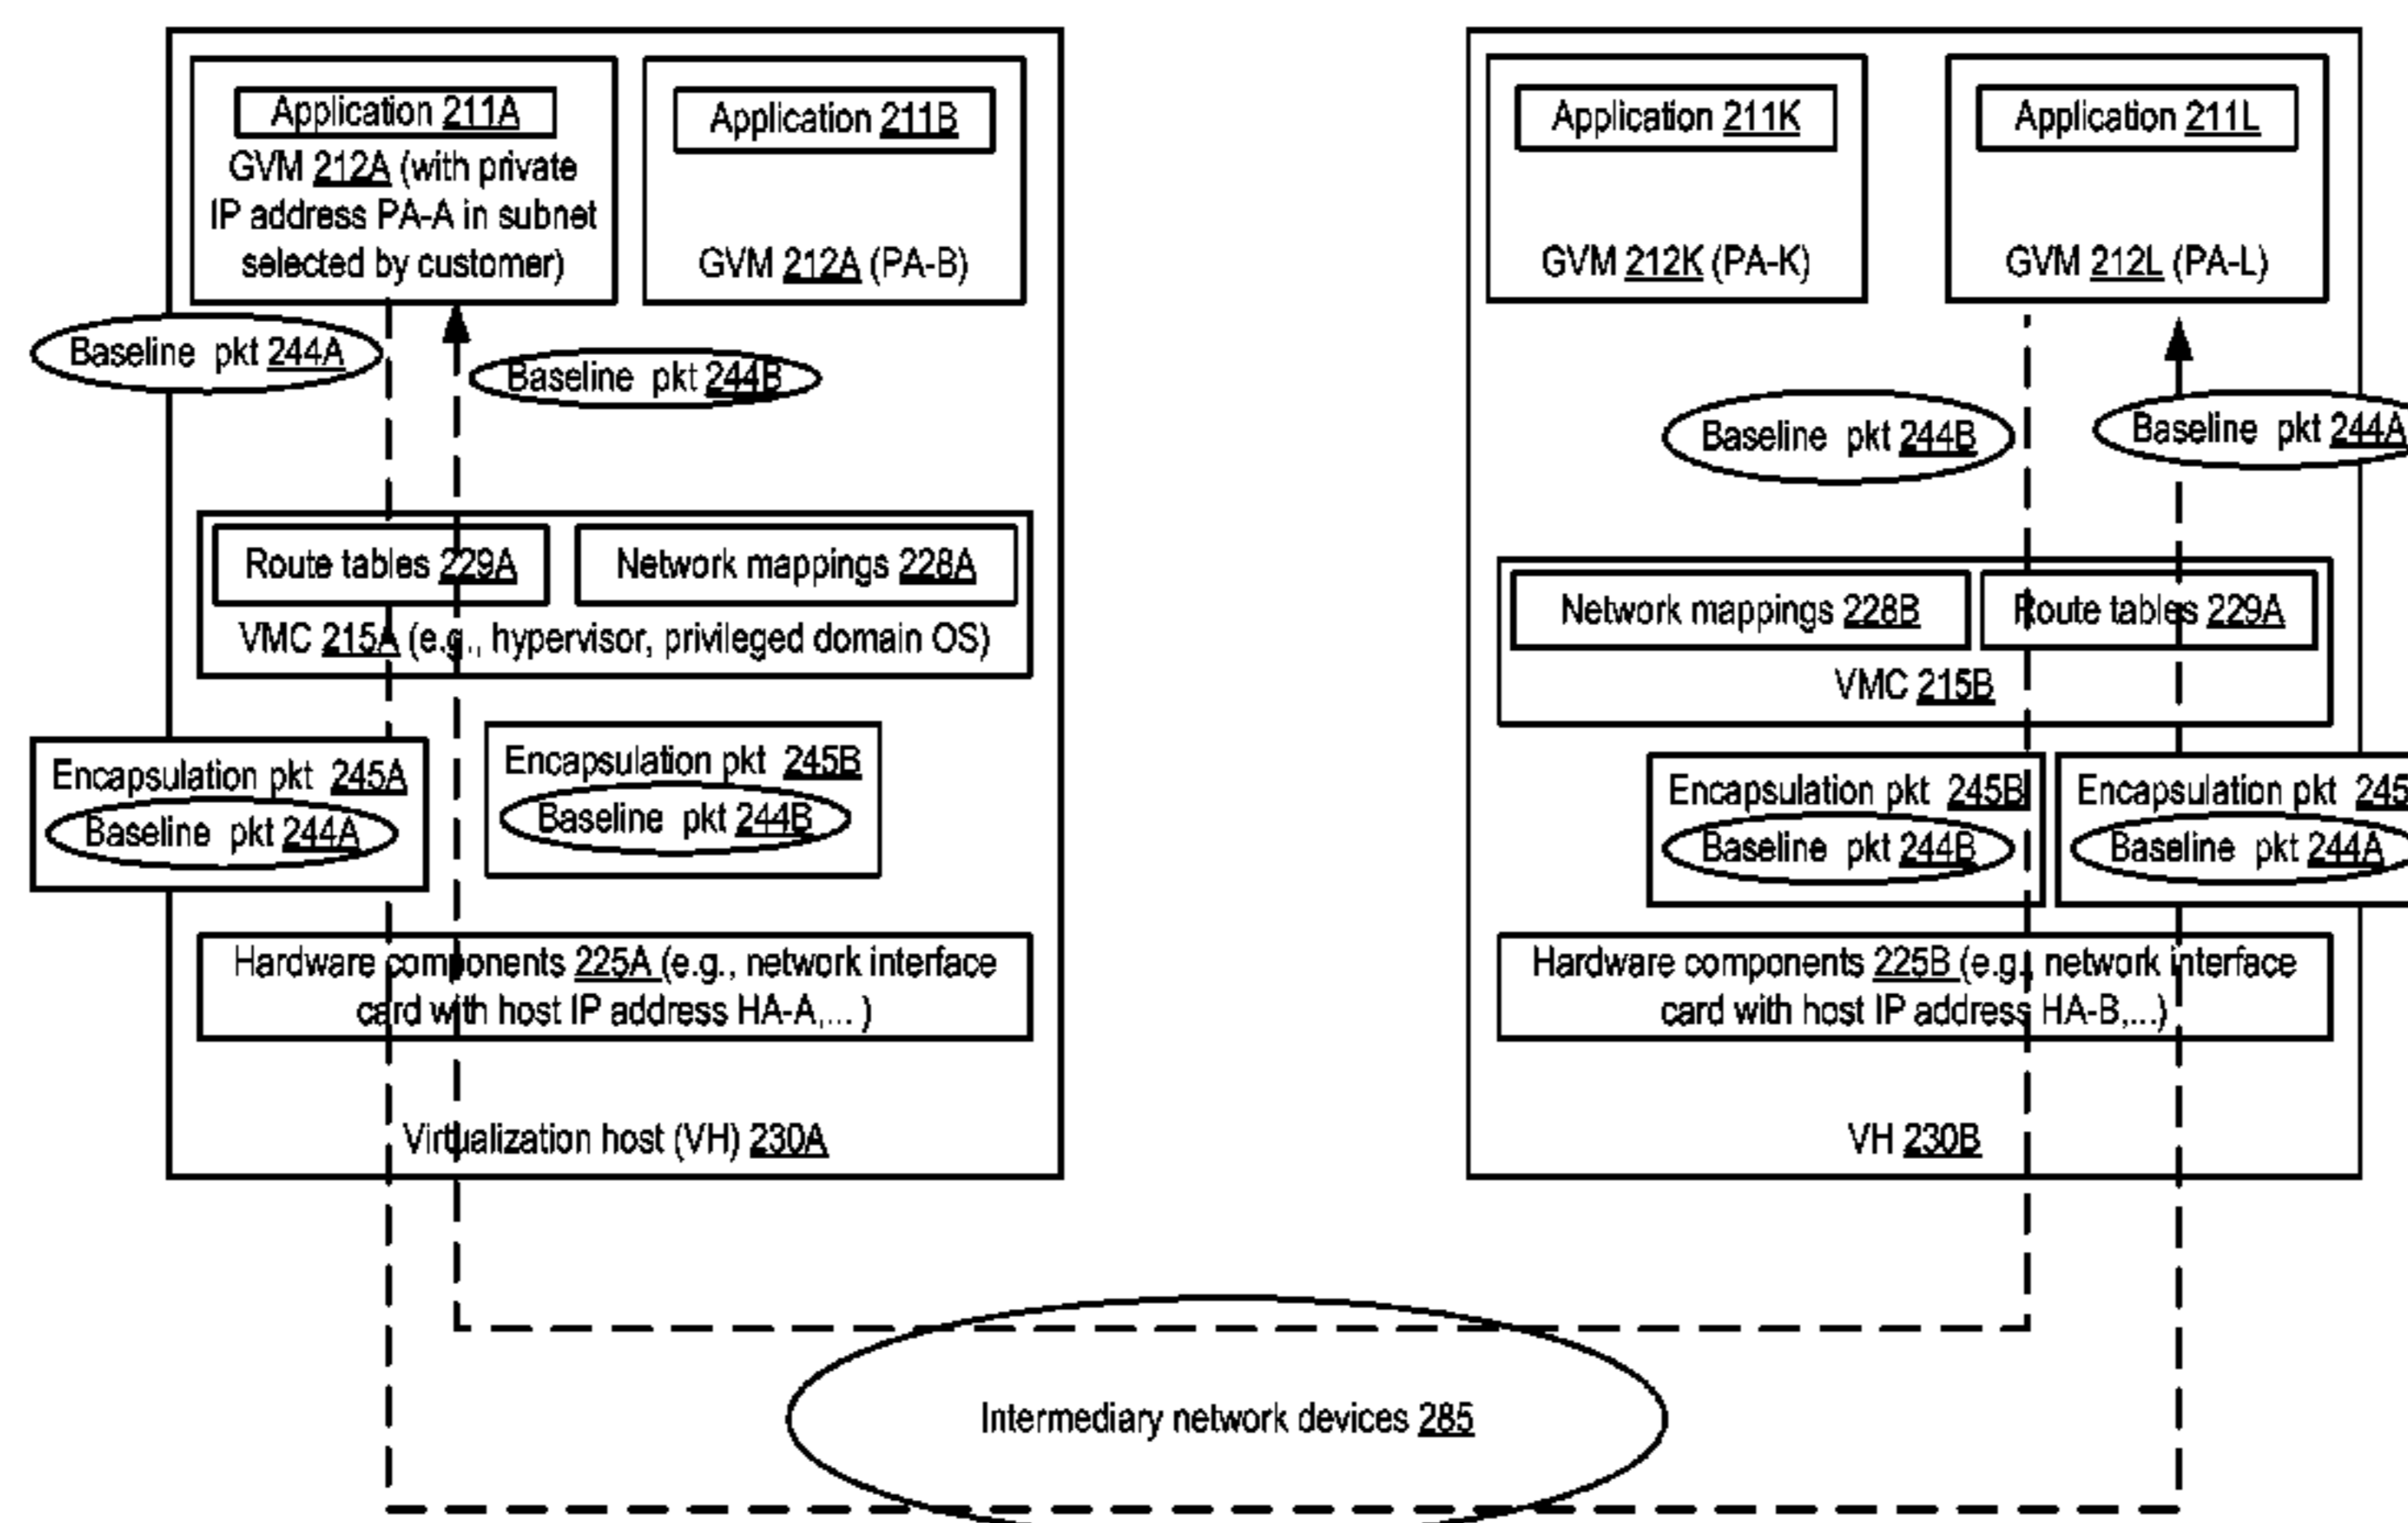 Application 211A
GVM 212A (with private
IP address PA-A in subnet
selected by customer)
Application 211B
GVM 212A (PA-B)
Baseline pkt 244A
Baseline pkt 244B
Route tables 229A
Network mappings 228A
VMC 215A (e.g., hypervisor, privileged domain OS)
Encapsulation pkt 245A
Baseline pkt 244A
Encapsulation pkt 245B
Baseline pkt 244B
Hardware components 225A (e.g., network interface
card with host IP address HA-A,... )
Virtualization host (VH) 230A
Application 211K
GVM 212K (PA-K)
Application 211L
GVM 212L (PA-L)
Baseline pkt 244B
Baseline pkt 244A
Network mappings 228B
Route tables 229A
VMC 215B
Encapsulation pkt 245B
Baseline pkt 244B
Encapsulation pkt 245
Baseline pkt 244A
Hardware components 225B (e.g., network interface
card with host IP address HA-B,...)
VH 230B
Intermediary network devices 285